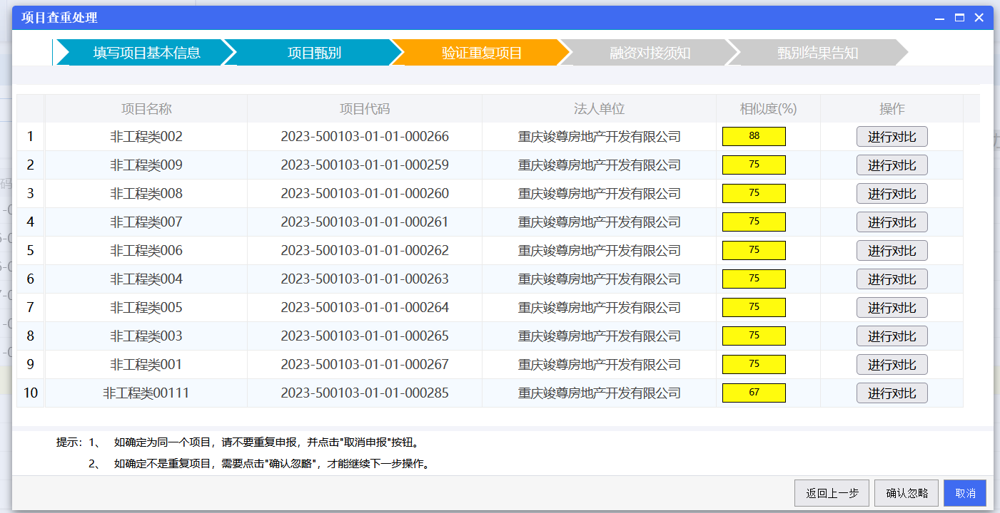 项目查重处理
填写项目基本信息 项目甄别 验证重复项目 融资对接须知 甄别结果告知
项目名称 项目代码 法人单位 相似度(%) 操作
1 非工程类002 2023-500103-01-01-000266 重庆竣尊房地产开发有限公司 88 进行对比
2 非工程类009 2023-500103-01-01-000259 重庆竣尊房地产开发有限公司 75 进行对比
3 非工程类008 2023-500103-01-01-000260 重庆竣尊房地产开发有限公司 75 进行对比
4 非工程类007 2023-500103-01-01-000261 重庆竣尊房地产开发有限公司 75 进行对比
5 非工程类006 2023-500103-01-01-000262 重庆竣尊房地产开发有限公司 75 进行对比
6 非工程类004 2023-500103-01-01-000263 重庆竣尊房地产开发有限公司 75 进行对比
7 非工程类005 2023-500103-01-01-000264 重庆竣尊房地产开发有限公司 75 进行对比
8 非工程类003 2023-500103-01-01-000265 重庆竣尊房地产开发有限公司 75 进行对比
9 非工程类001 2023-500103-01-01-000267 重庆竣尊房地产开发有限公司 75 进行对比
10 非工程类00111 2023-500103-01-01-000285 重庆竣尊房地产开发有限公司 67 进行对比
提示：1、 如确定为同一个项目，请不要重复申报，并点击"取消申报"按钮。
2、 如确定不是重复项目，需要点击"确认忽略"，才能继续下一步操作。
返回上一步 确认忽略 取消